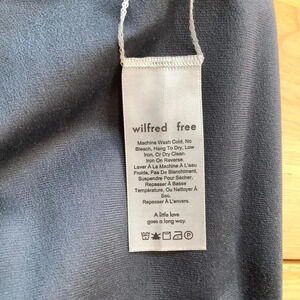 wilfred free
Machine Wash Cold, No
Bleach, Hang To Dry, Low
Iron, Or Dry Clean.
Iron On Reverse.
Laver À La Machine À L'eau
Froide, Pas De Blanchiment,
Suspendre Pour Sécher,
Repasser À Basse
Température, Ou Nettoyer À
Sec.
Repasser À L'envers.
A little love
goes a long way.